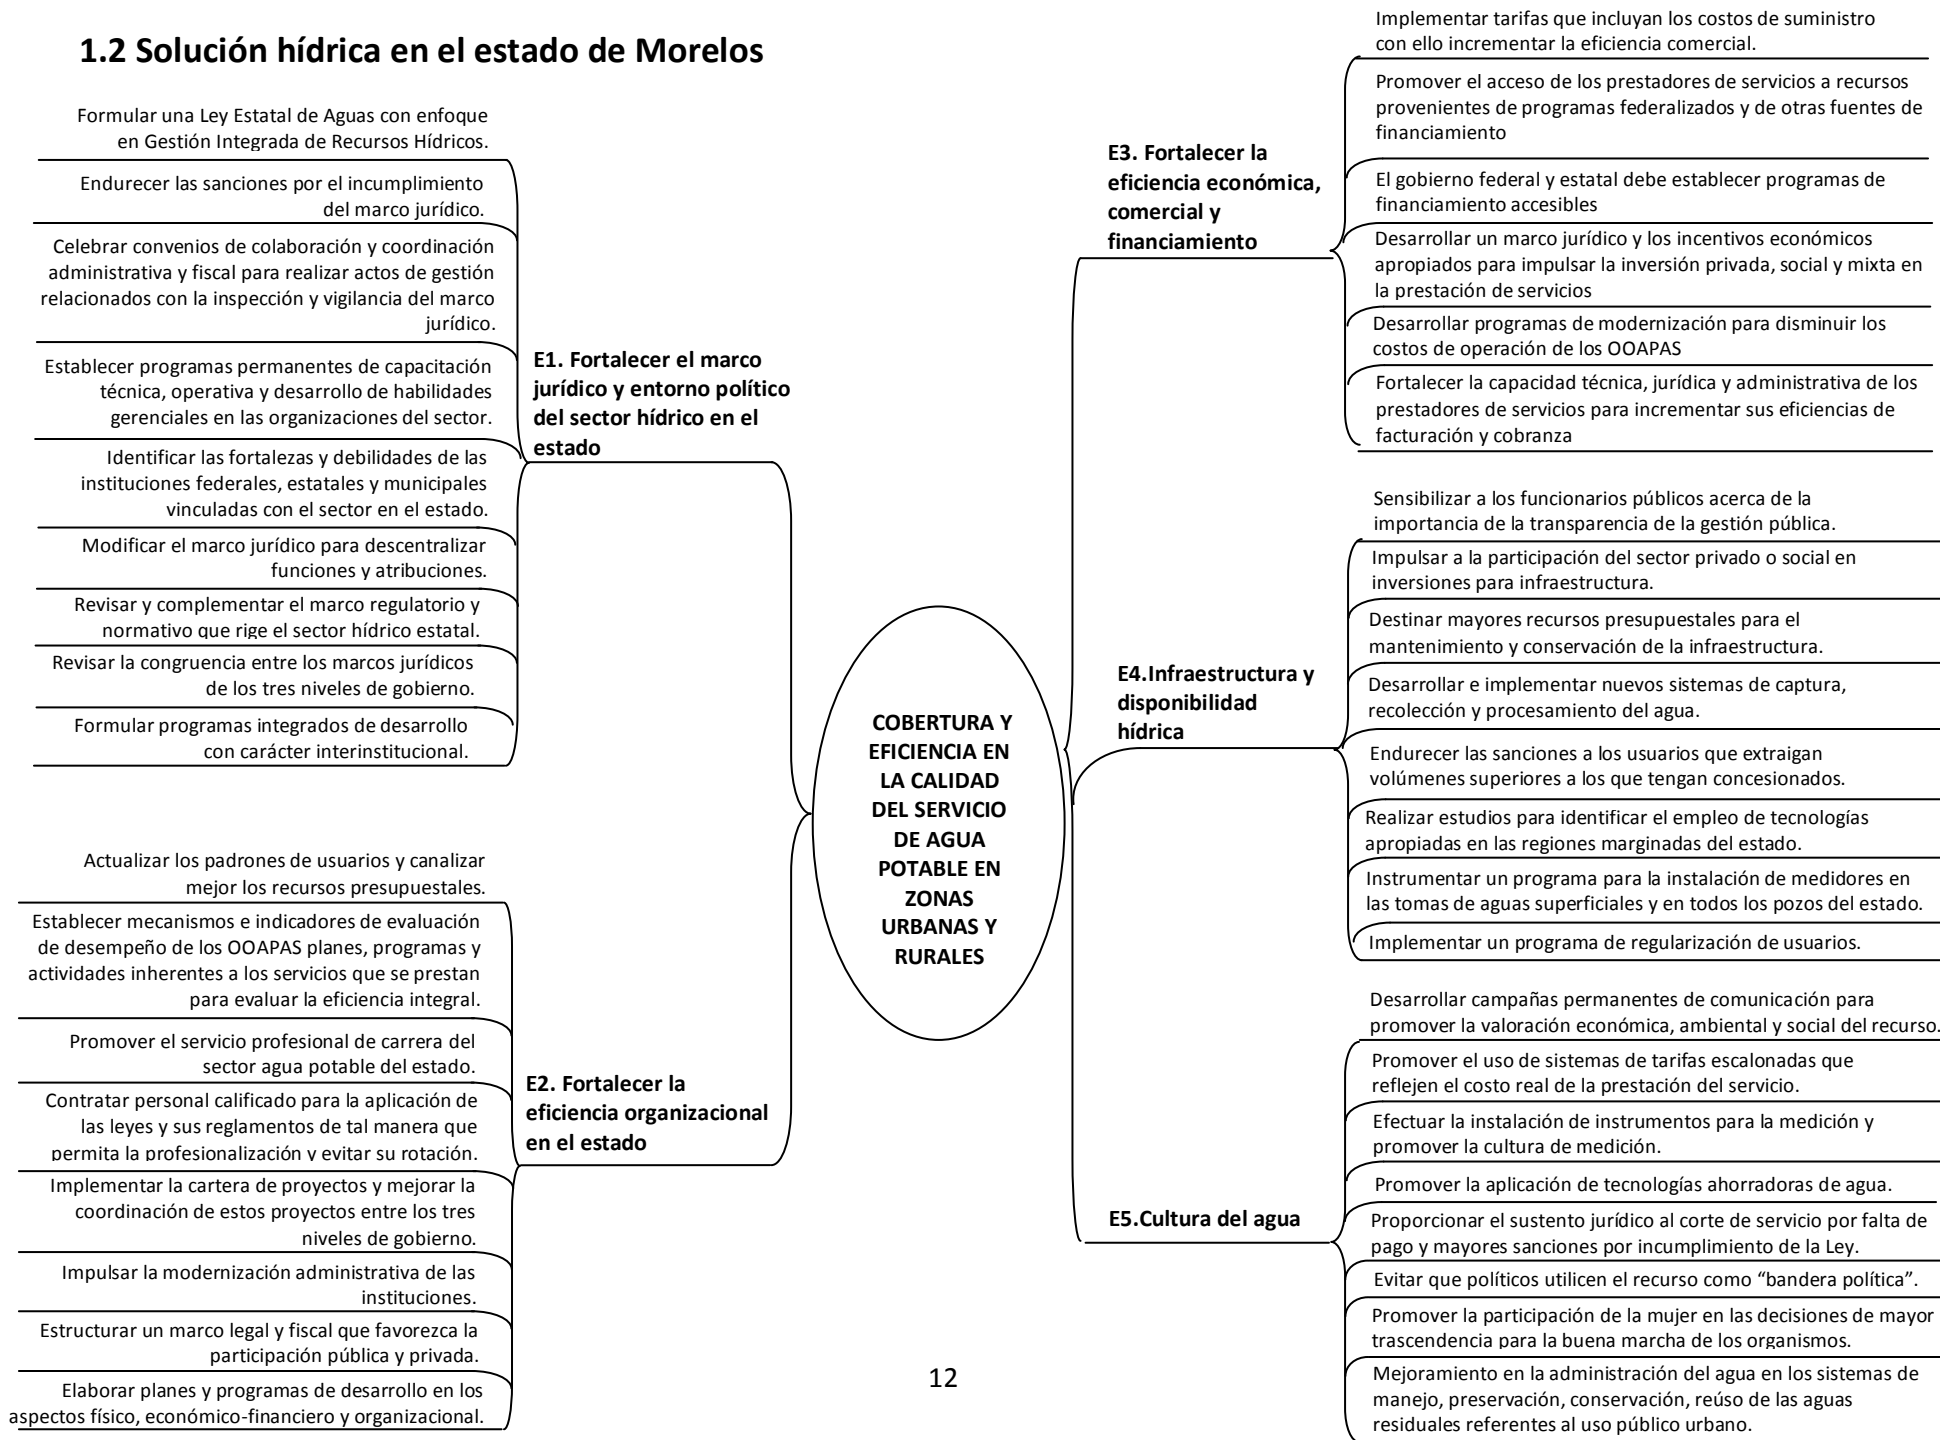 1.2 Solución hídrica en el estado de Morelos
Formular una Ley Estatal de Aguas con enfoque
en Gestión Integrada de Recursos Hídricos.
Endurecer las sanciones por el incumplimiento
del marco jurídico.
Celebrar convenios de colaboración y coordinación
administrativa y fiscal para realizar actos de gestión
relacionados con la inspección y vigilancia del marco
jurídico.
Establecer programas permanentes de capacitación
técnica, operativa y desarrollo de habilidades
gerenciales en las organizaciones del sector.
Identificar las fortalezas y debilidades de las
instituciones federales, estatales y municipales
vinculadas con el sector en el estado.
Modificar el marco jurídico para descentralizar
funciones y atribuciones.
Revisar y complementar el marco regulatorio y
normativo que rige el sector hídrico estatal.
Revisar la congruencia entre los marcos jurídicos
de los tres niveles de gobierno.
Formular programas integrados de desarrollo
con carácter interinstitucional.
E1. Fortalecer el marco
jurídico y entorno político
del sector hídrico en el
estado
Actualizar los padrones de usuarios y canalizar
mejor los recursos presupuestales.
Establecer mecanismos e indicadores de evaluación
de desempeño de los OOAPAS planes, programas y
actividades inherentes a los servicios que se prestan
para evaluar la eficiencia integral.
Promover el servicio profesional de carrera del
sector agua potable del estado.
Contratar personal calificado para la aplicación de
las leyes y sus reglamentos de tal manera que
permita la profesionalización y evitar su rotación.
Implementar la cartera de proyectos y mejorar la
coordinación de estos proyectos entre los tres
niveles de gobierno.
Impulsar la modernización administrativa de las
instituciones.
Estructurar un marco legal y fiscal que favorezca la
participación pública y privada.
Elaborar planes y programas de desarrollo en los
aspectos físico, económico-financiero y organizacional.
E2. Fortalecer la
eficiencia organizacional
en el estado
COBERTURA Y
EFICIENCIA EN
LA CALIDAD
DEL SERVICIO
DE AGUA
POTABLE EN
ZONAS
URBANAS Y
RURALES
E3. Fortalecer la
eficiencia económica,
comercial y
financiamiento
Implementar tarifas que incluyan los costos de suministro
con ello incrementar la eficiencia comercial.
Promover el acceso de los prestadores de servicios a recursos
provenientes de programas federalizados y de otras fuentes de
financiamiento
El gobierno federal y estatal debe establecer programas de
financiamiento accesibles
Desarrollar un marco jurídico y los incentivos económicos
apropiados para impulsar la inversión privada, social y mixta en
la prestación de servicios
Desarrollar programas de modernización para disminuir los
costos de operación de los OOAPAS
Fortalecer la capacidad técnica, jurídica y administrativa de los
prestadores de servicios para incrementar sus eficiencias de
facturación y cobranza
E4.Infraestructura y
disponibilidad
hídrica
Sensibilizar a los funcionarios públicos acerca de la
importancia de la transparencia de la gestión pública.
Impulsar a la participación del sector privado o social en
inversiones para infraestructura.
Destinar mayores recursos presupuestales para el
mantenimiento y conservación de la infraestructura.
Desarrollar e implementar nuevos sistemas de captura,
recolección y procesamiento del agua.
Endurecer las sanciones a los usuarios que extraigan
volúmenes superiores a los que tengan concesionados.
Realizar estudios para identificar el empleo de tecnologías
apropiadas en las regiones marginadas del estado.
Instrumentar un programa para la instalación de medidores en
las tomas de aguas superficiales y en todos los pozos del estado.
Implementar un programa de regularización de usuarios.
E5.Cultura del agua
Desarrollar campañas permanentes de comunicación para
promover la valoración económica, ambiental y social del recurso.
Promover el uso de sistemas de tarifas escalonadas que
reflejen el costo real de la prestación del servicio.
Efectuar la instalación de instrumentos para la medición y
promover la cultura de medición.
Promover la aplicación de tecnologías ahorradoras de agua.
Proporcionar el sustento jurídico al corte de servicio por falta de
pago y mayores sanciones por incumplimiento de la Ley.
Evitar que políticos utilicen el recurso como “bandera política”.
Promover la participación de la mujer en las decisiones de mayor
trascendencia para la buena marcha de los organismos.
Mejoramiento en la administración del agua en los sistemas de
manejo, preservación, conservación, reúso de las aguas
residuales referentes al uso público urbano.
12